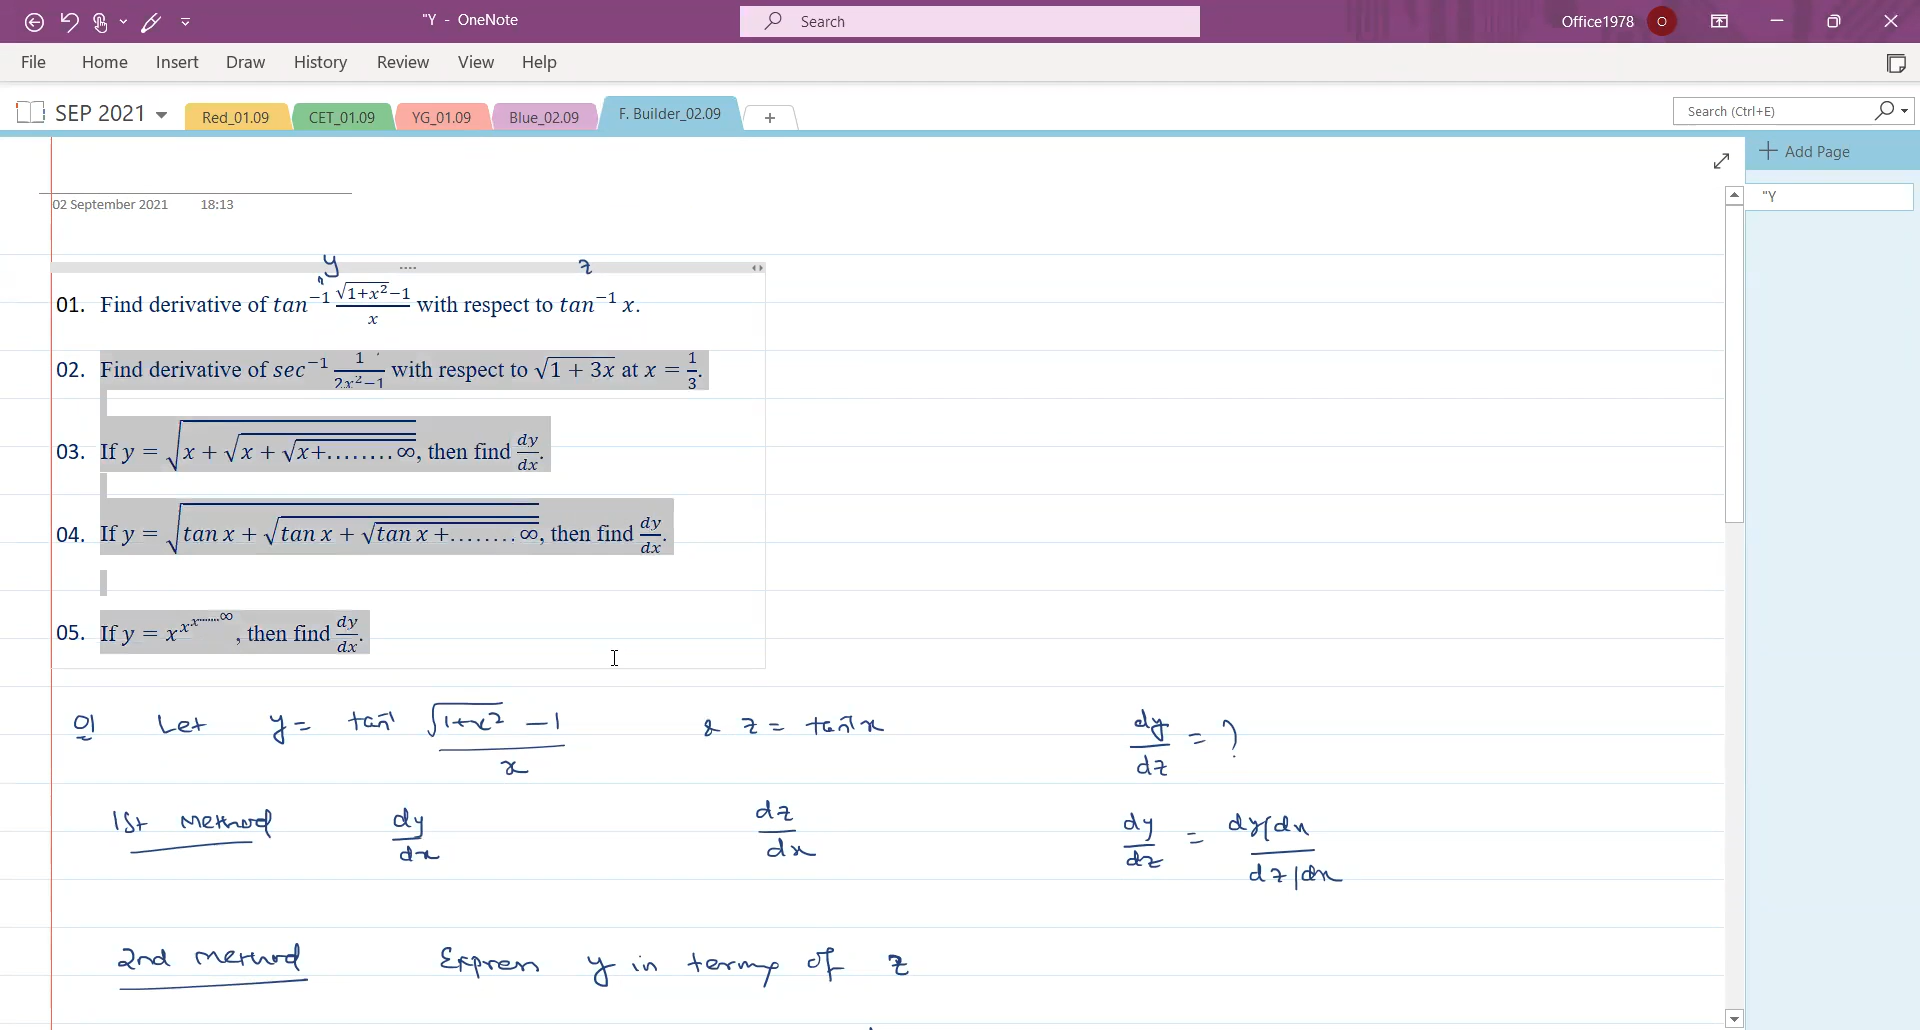 "Y - OneNote
Search
Office1978 O
File Home Insert Draw History Review View Help
SEP 2021 Red_01.09 CET_01.09 YG_01.09 Blue_02.09 F. Builder_02.09 +
Search (Ctrl+E)
+ Add Page
"Y
02 September 2021 18:13
y z
01. Find derivative of tan⁻¹ (√(1+x²)−1)/x with respect to tan⁻¹ x.
02. Find derivative of sec⁻¹ 1/(2x²−1) with respect to √(1 + 3x) at x = 1/3.
03. If y = √(x + √(x + √(x+........∞))), then find dy/dx.
04. If y = √(tan x + √(tan x + √(tan x +........∞))), then find dy/dx.
05. If y = x^x^x^........∞, then find dy/dx.
01 Let y = tan⁻¹ (√(1+x²) − 1)/x & z = tan⁻¹x dy/dz = ?
1st Method dy/dx dz/dx dy/dz = (dy/dx)/(dz/dx)
2nd Method Express y in terms of z